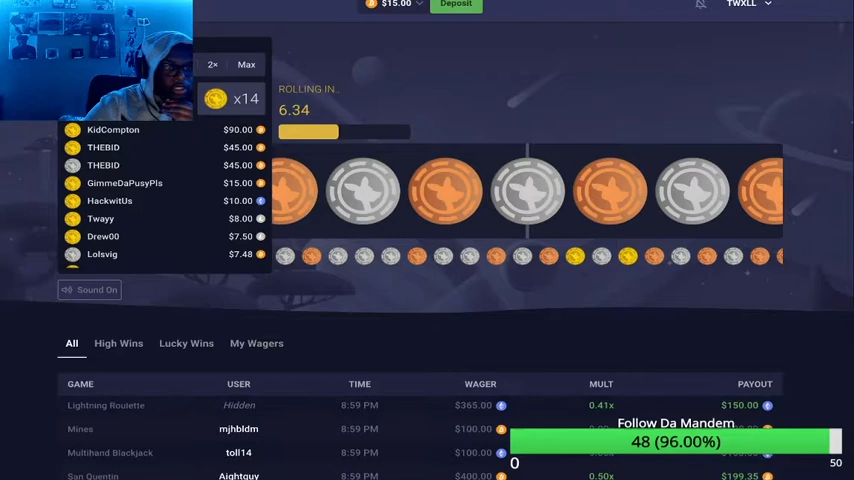 $15.00
Deposit
TWXLL
2× Max
x14
ROLLING IN..
6.34
KidCompton $90.00
THEBID $45.00
THEBID $45.00
GimmeDaPusyPls $15.00
HackwitUs $10.00
Twayy $8.00
Drew00 $7.50
Lolsvig $7.48
Sound On
All High Wins Lucky Wins My Wagers
GAME USER TIME WAGER MULT PAYOUT
Lightning Roulette Hidden 8:59 PM $365.00 0.41x $150.00
Mines mjhbldm 8:59 PM $100.00
Multihand Blackjack toll14 8:59 PM $100.00
San Quentin Aightguy 8:59 PM $400.00 0.50x $199.35
Follow Da Mandem
48 (96.00%)
0 50